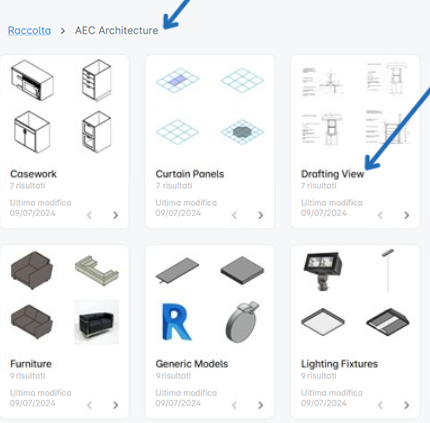 Raccolta > AEC Architecture
Casework
7 risultati
Ultima modifica
09/07/2024
Curtain Panels
7 risultati
Ultima modifica
09/07/2024
Drafting View
7 risultati
Ultima modifica
09/07/2024
Furniture
9 risultati
Ultima modifica
09/07/2024
Generic Models
9 risultati
Ultima modifica
09/07/2024
Lighting Fixtures
9 risultati
Ultima modifica
09/07/2024